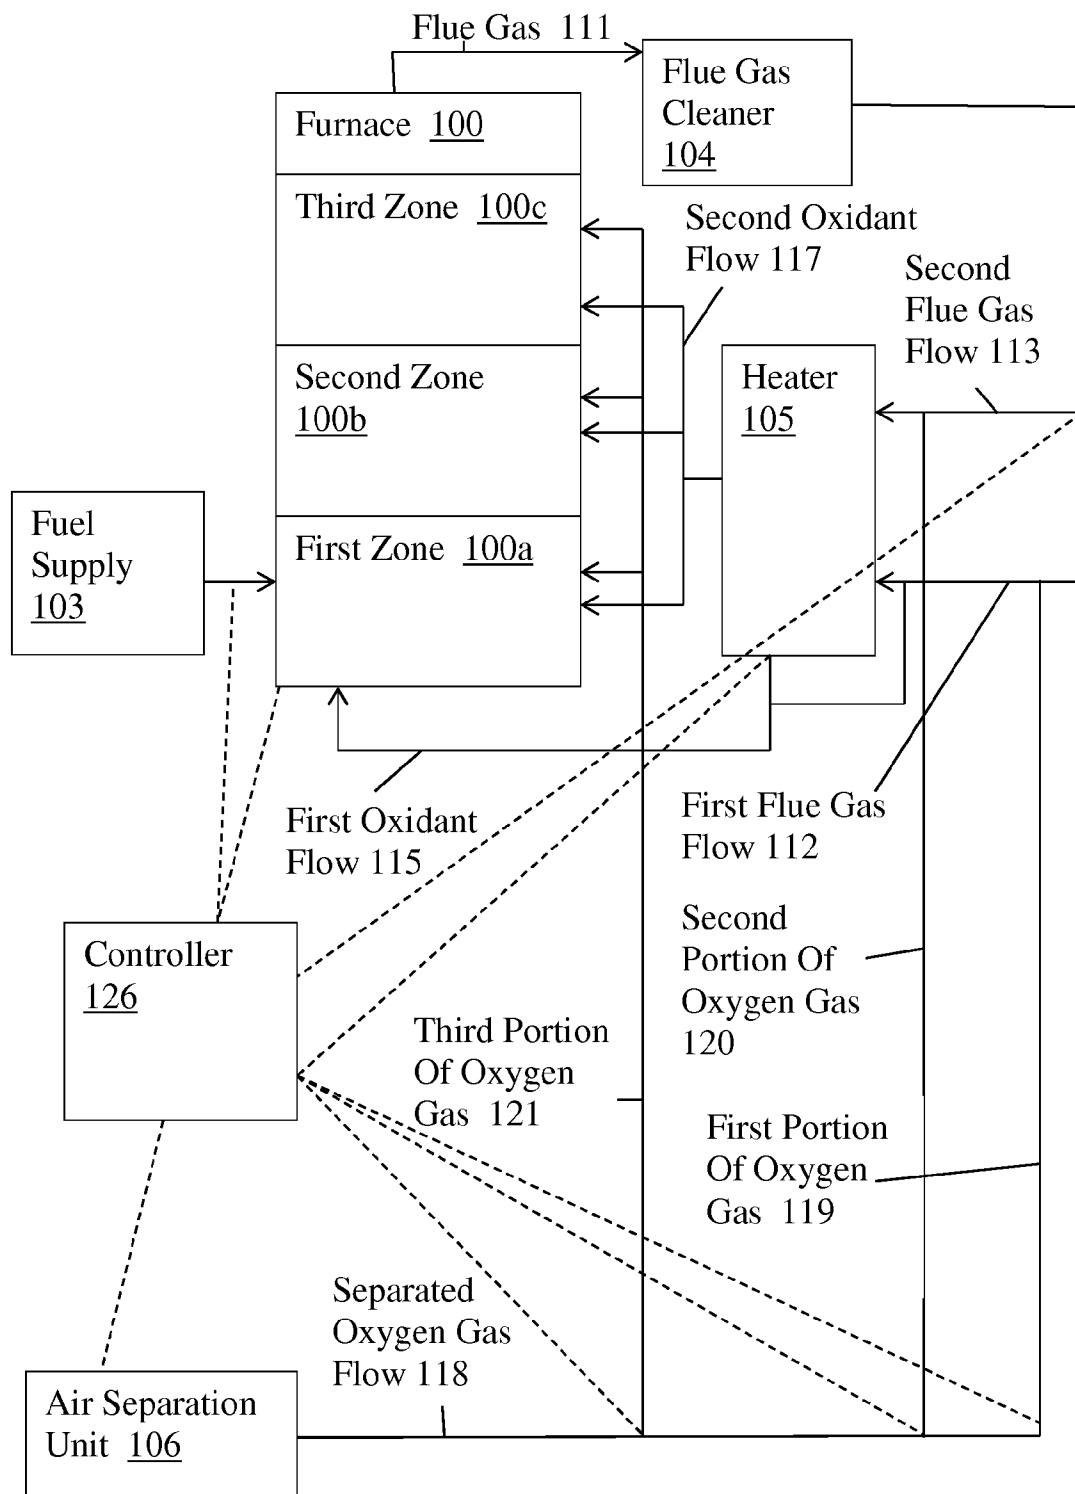 Flue Gas 111
Flue Gas
Cleaner
104
Furnace 100
Third Zone 100c
Second Oxidant
Flow 117
Second
Flue Gas
Flow 113
Second Zone
100b
Heater
105
Fuel
Supply
103
First Zone 100a
First Oxidant
Flow 115
First Flue Gas
Flow 112
Controller
126
Second
Portion Of
Oxygen Gas
120
Third Portion
Of Oxygen
Gas 121
First Portion
Of Oxygen
Gas 119
Separated
Oxygen Gas
Flow 118
Air Separation
Unit 106